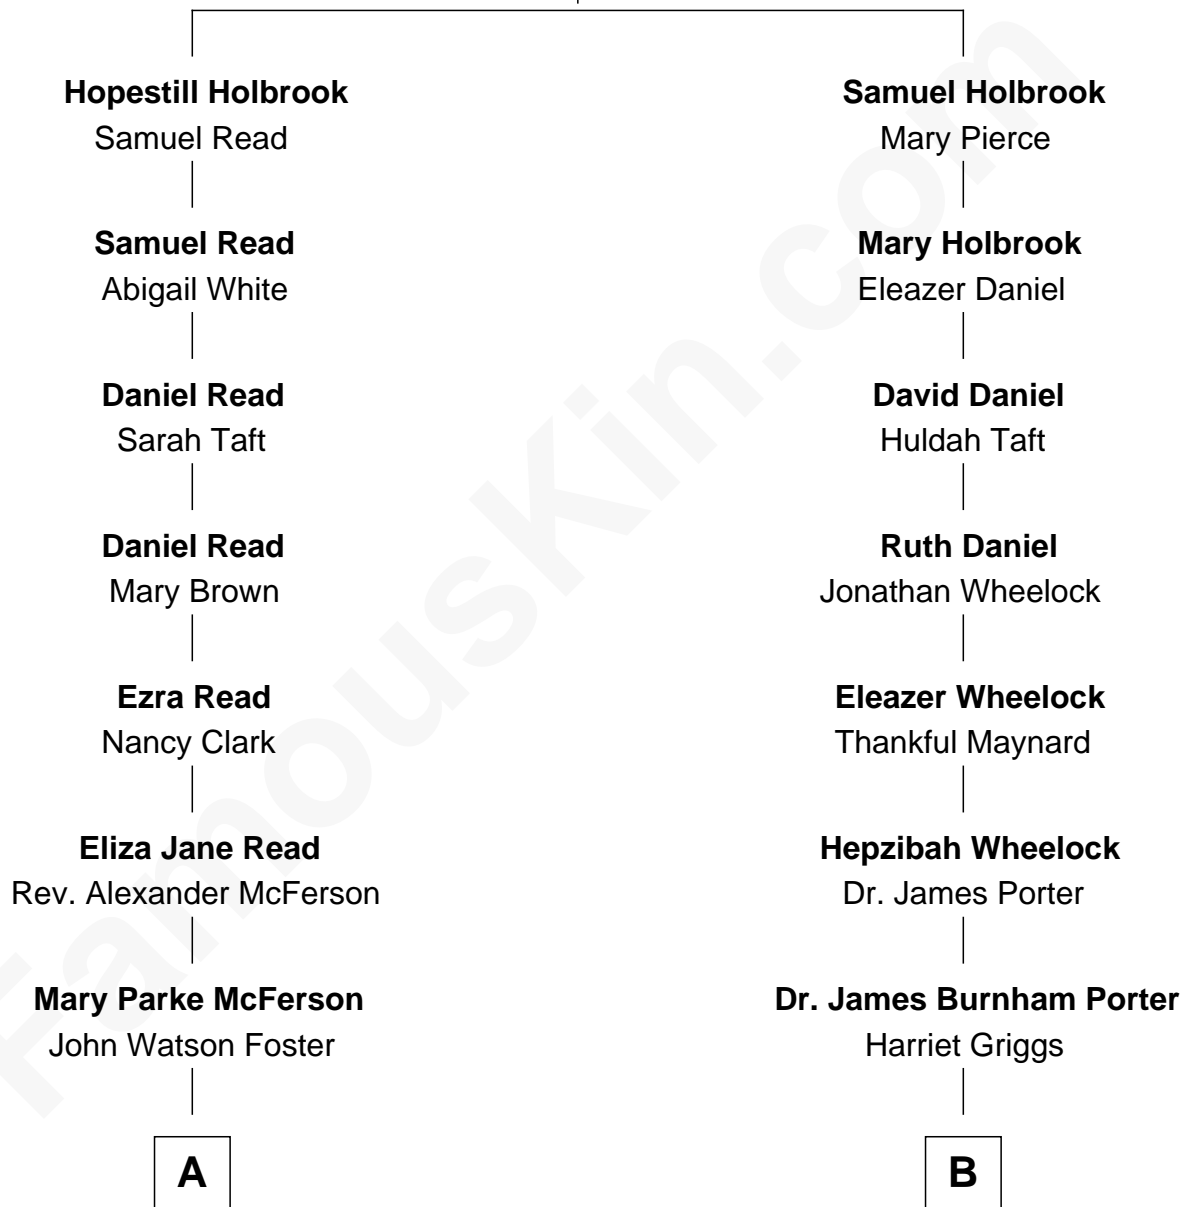 Hopestill Holbrook
Samuel Read
Samuel Read
Abigail White
Daniel Read
Sarah Taft
Daniel Read
Mary Brown
Ezra Read
Nancy Clark
Eliza Jane Read
Rev. Alexander McFerson
Mary Parke McFerson
John Watson Foster
A
Samuel Holbrook
Mary Pierce
Mary Holbrook
Eleazer Daniel
David Daniel
Huldah Taft
Ruth Daniel
Jonathan Wheelock
Eleazer Wheelock
Thankful Maynard
Hepzibah Wheelock
Dr. James Porter
Dr. James Burnham Porter
Harriet Griggs
B
FamousKin.com